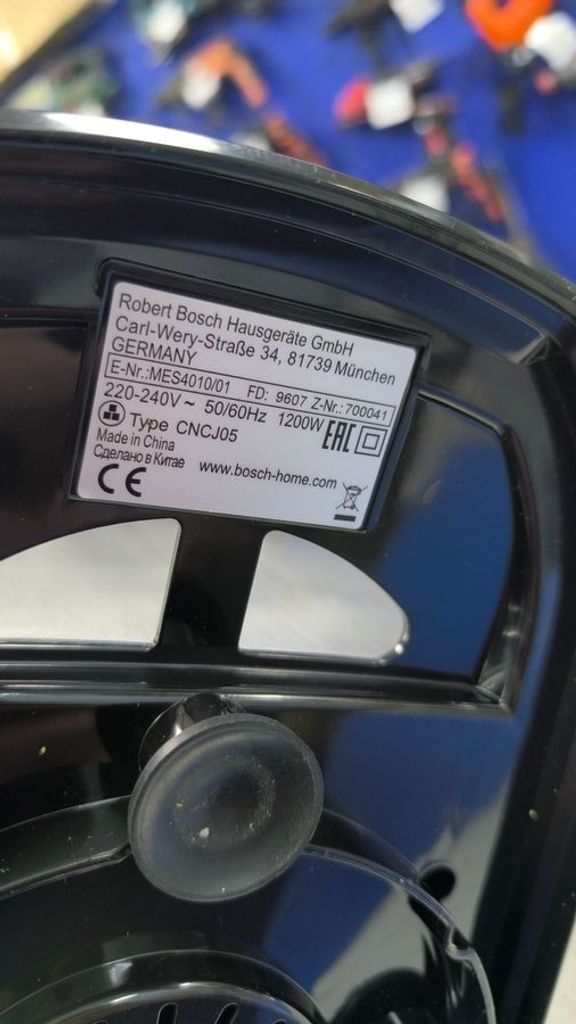 Robert Bosch Hausgeräte GmbH
Carl-Wery-Straße 34, 81739 München
GERMANY
E-Nr.:MES4010/01 FD: 9607 Z-Nr.: 700041
220-240V ~ 50/60Hz 1200W
EAC
Type CNCJ05
Made in China
Сделано в Китае
www.bosch-home.com
CE